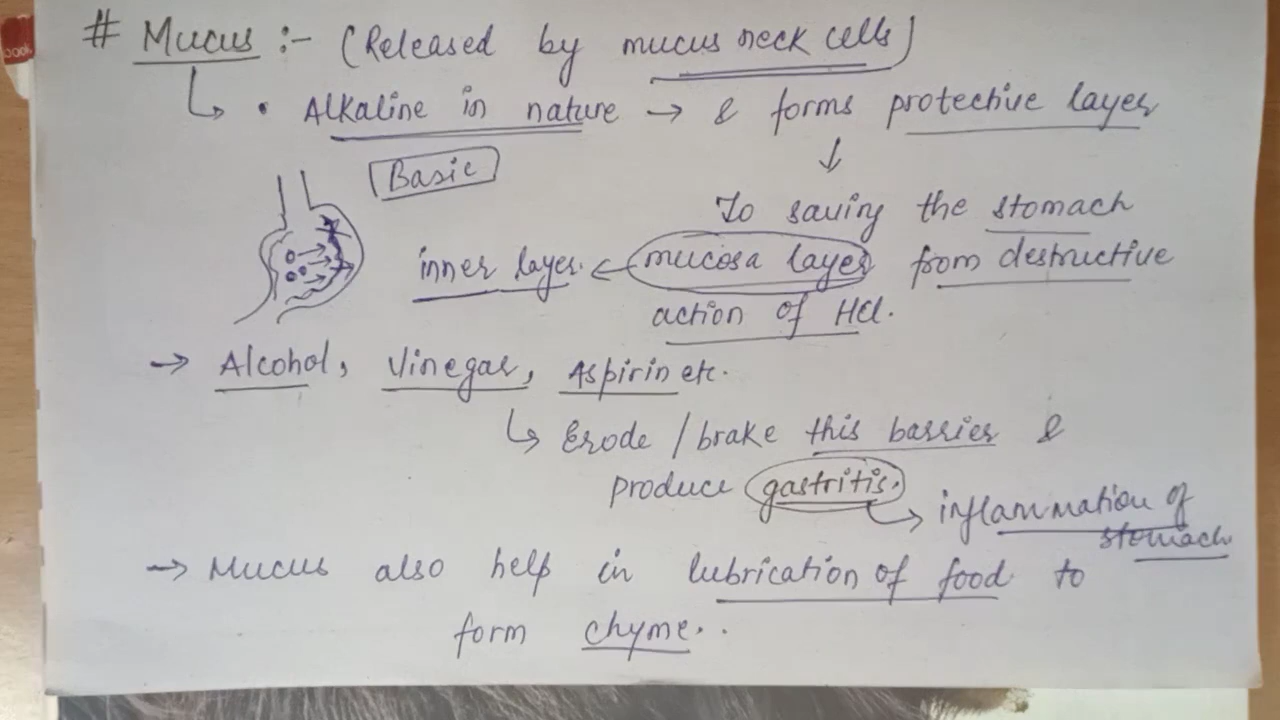 # Mucus :- (Released by mucus neck cells)
↳ • Alkaline in nature → & forms protective layer
Basic
↓
To saving the stomach
inner layer. ← mucosa layer from destructive
action of HCl.
→ Alcohol, Vinegar, Aspirin etc.
↳ Erode / brake this barrier &
produce gastritis.
→ inflammation of
stomach
→ Mucus also help in lubrication of food to
form chyme..